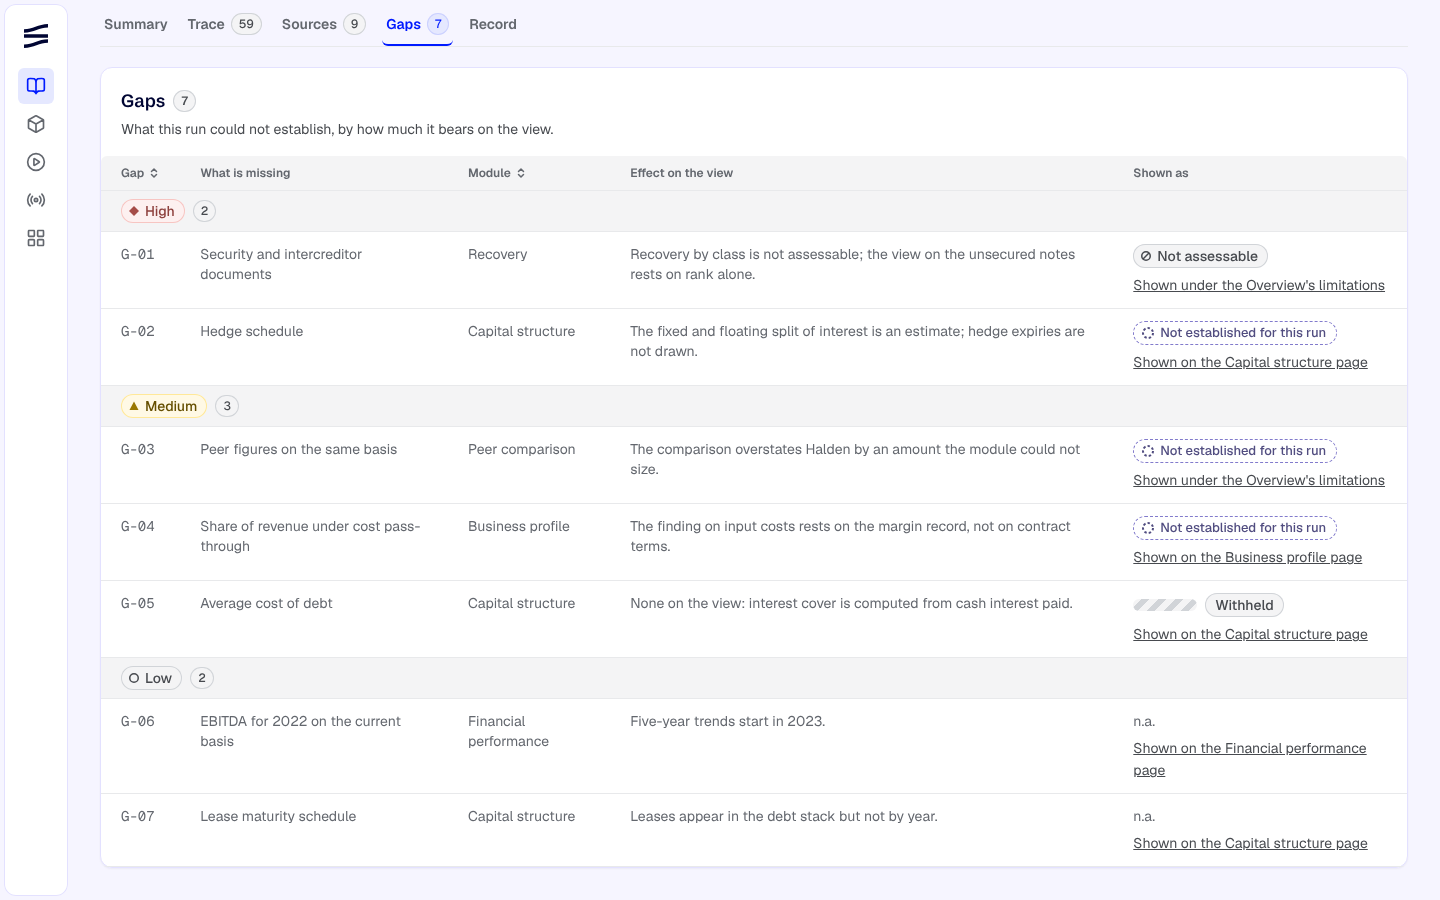 Summary Trace 59 Sources 9 Gaps 7 Record
Gaps 7
What this run could not establish, by how much it bears on the view.
Gap What is missing Module Effect on the view Shown as
High 2
G-01 Security and intercreditor documents Recovery Recovery by class is not assessable; the view on the unsecured notes rests on rank alone. Not assessable
Shown under the Overview's limitations
G-02 Hedge schedule Capital structure The fixed and floating split of interest is an estimate; hedge expiries are not drawn. Not established for this run
Shown on the Capital structure page
Medium 3
G-03 Peer figures on the same basis Peer comparison The comparison overstates Halden by an amount the module could not size. Not established for this run
Shown under the Overview's limitations
G-04 Share of revenue under cost pass-through Business profile The finding on input costs rests on the margin record, not on contract terms. Not established for this run
Shown on the Business profile page
G-05 Average cost of debt Capital structure None on the view: interest cover is computed from cash interest paid. Withheld
Shown on the Capital structure page
Low 2
G-06 EBITDA for 2022 on the current basis Financial performance Five-year trends start in 2023. n.a.
Shown on the Financial performance page
G-07 Lease maturity schedule Capital structure Leases appear in the debt stack but not by year. n.a.
Shown on the Capital structure page